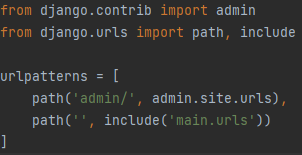 from django.contrib import admin
from django.urls import path, include

urlpatterns = [
    path('admin/', admin.site.urls),
    path('', include('main.urls'))
]